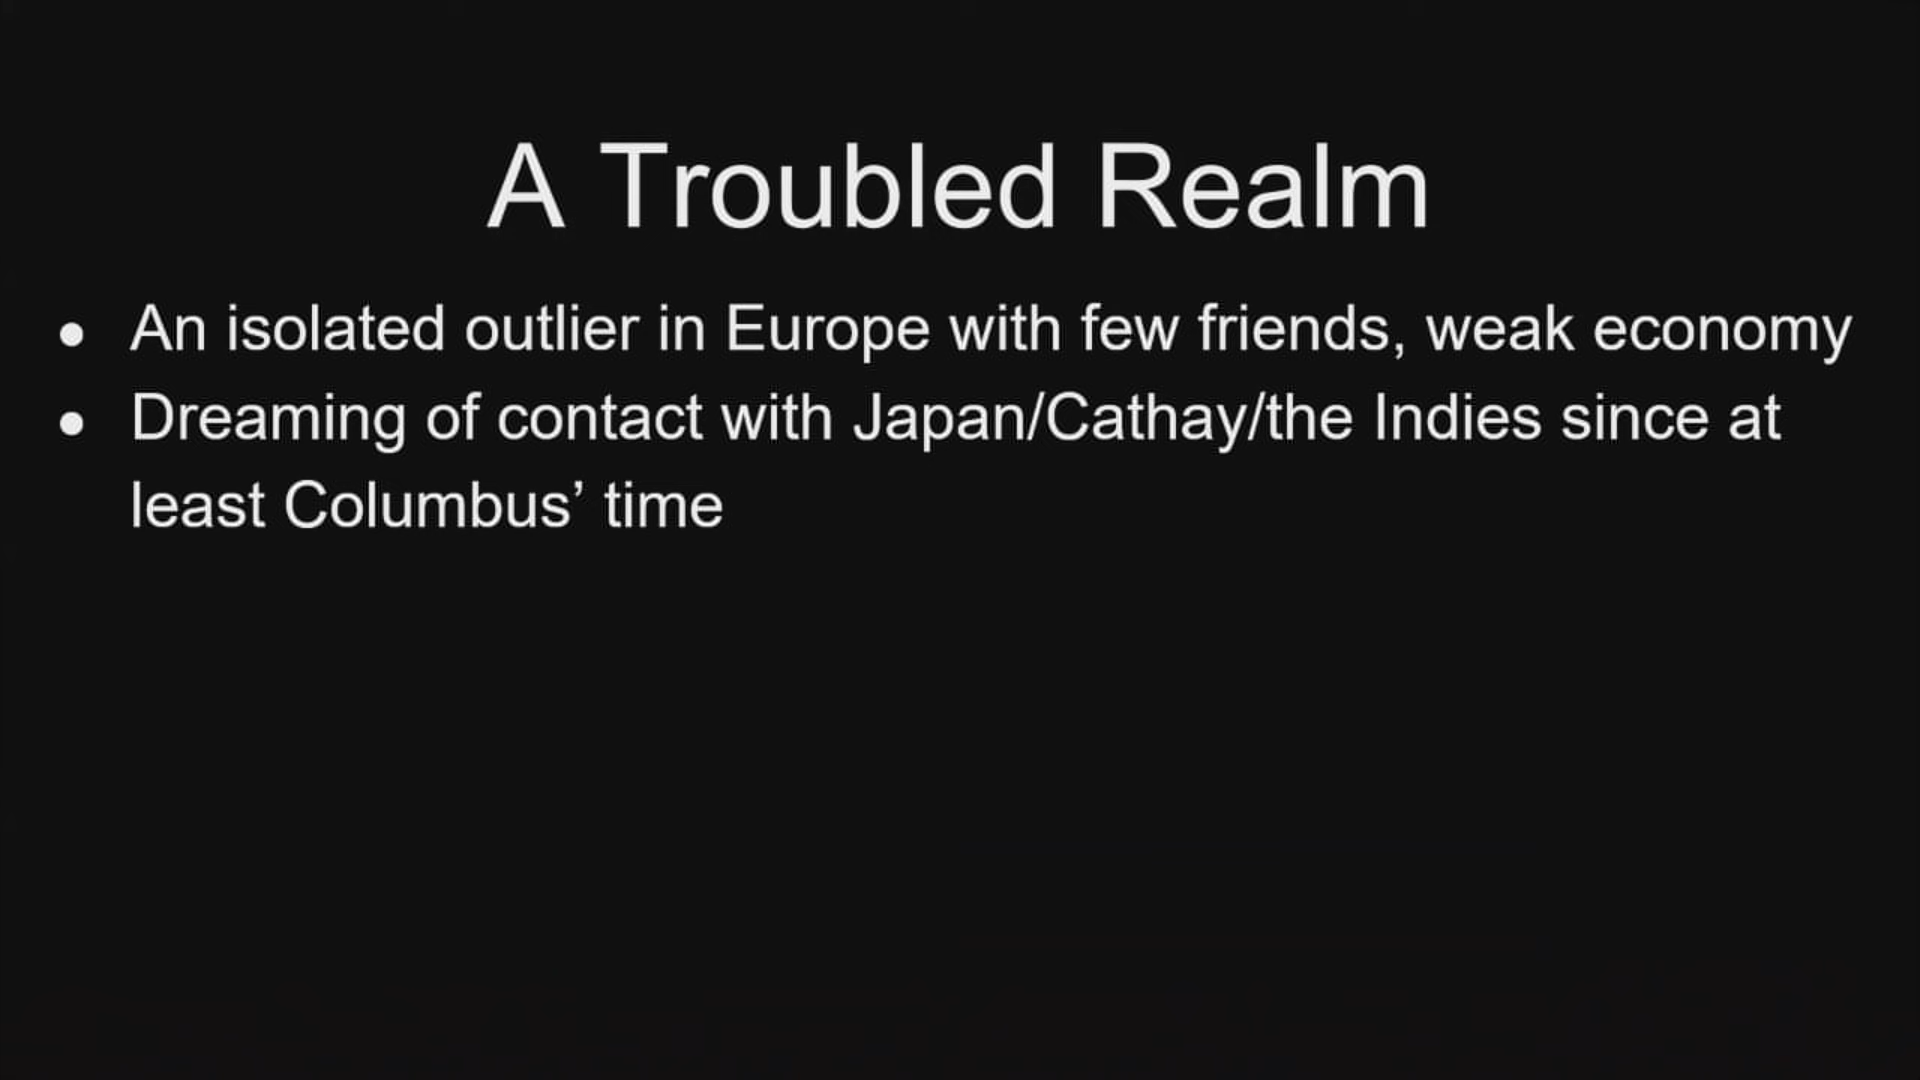 A Troubled Realm
● An isolated outlier in Europe with few friends, weak economy
● Dreaming of contact with Japan/Cathay/the Indies since at
least Columbus’ time